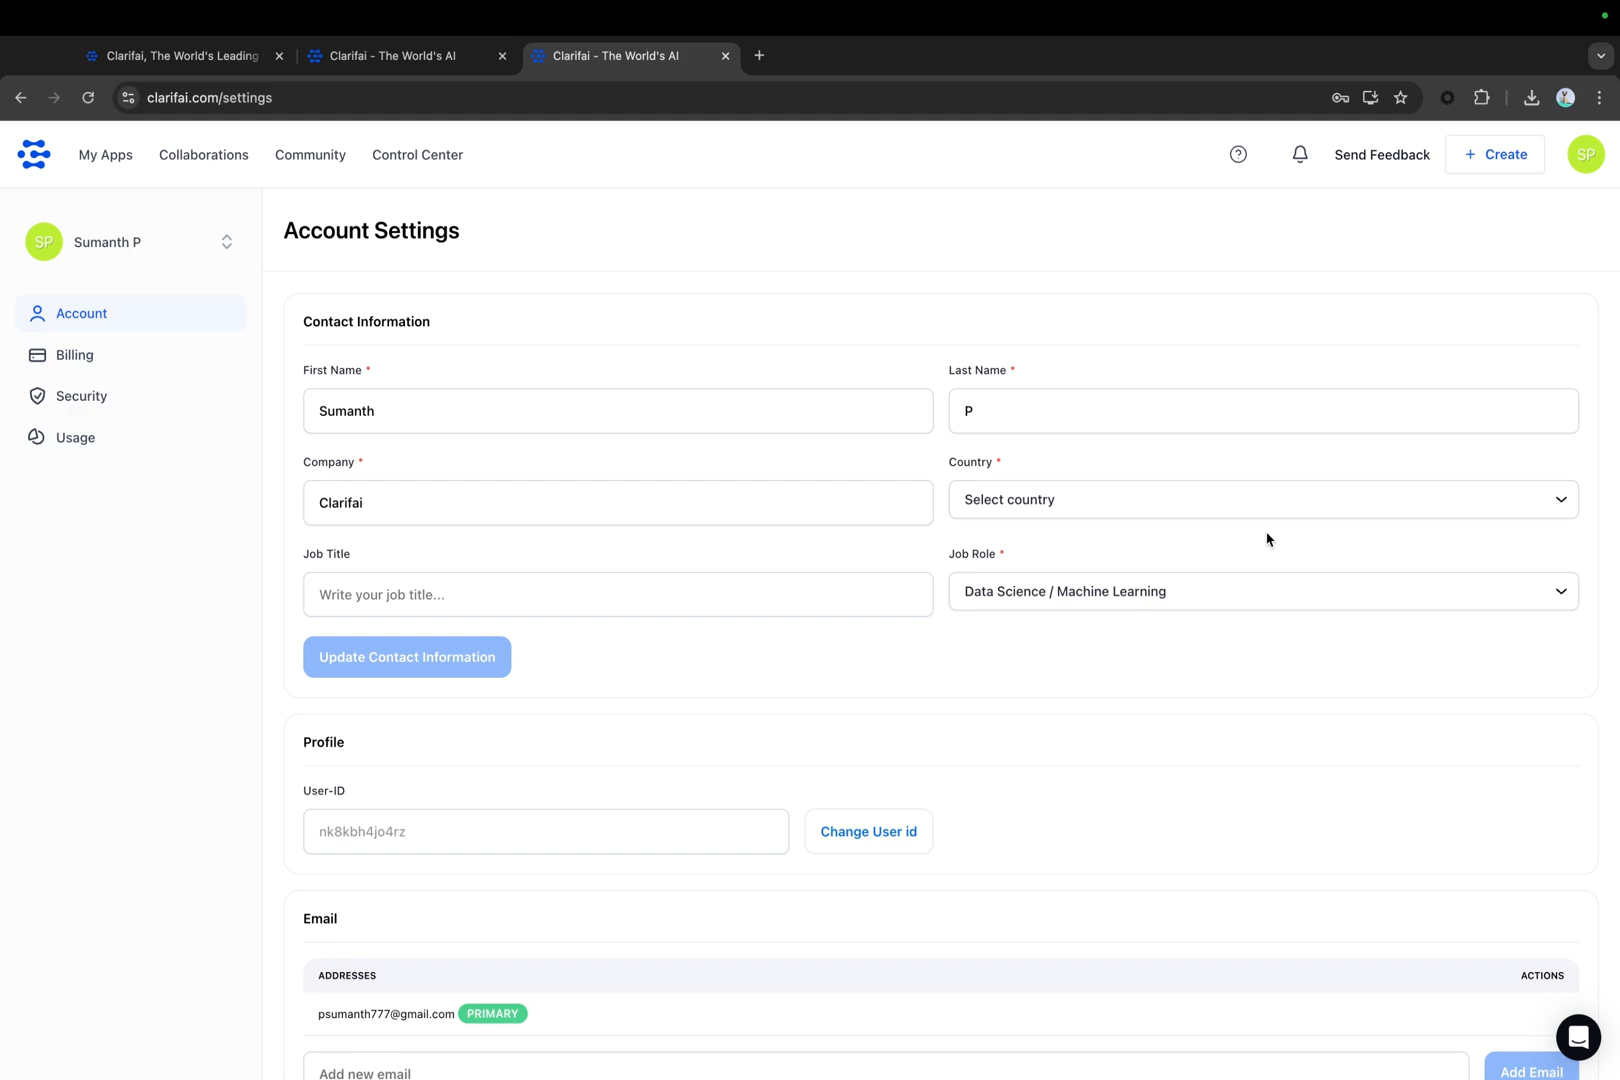 Clarifai, The World's Leading
Clarifai - The World's AI
Clarifai - The World's AI
clarifai.com/settings
My Apps
Collaborations
Community
Control Center
Send Feedback
+ Create
SP
SP
Sumanth P
Account
Billing
Security
Usage
Account Settings
Contact Information
First Name *
Last Name *
Sumanth
P
Company *
Country *
Clarifai
Select country
Job Title
Job Role *
Write your job title...
Data Science / Machine Learning
Update Contact Information
Profile
User-ID
nk8kbh4jo4rz
Change User id
Email
ADDRESSES
ACTIONS
psumanth777@gmail.com PRIMARY
Add new email
Add Email